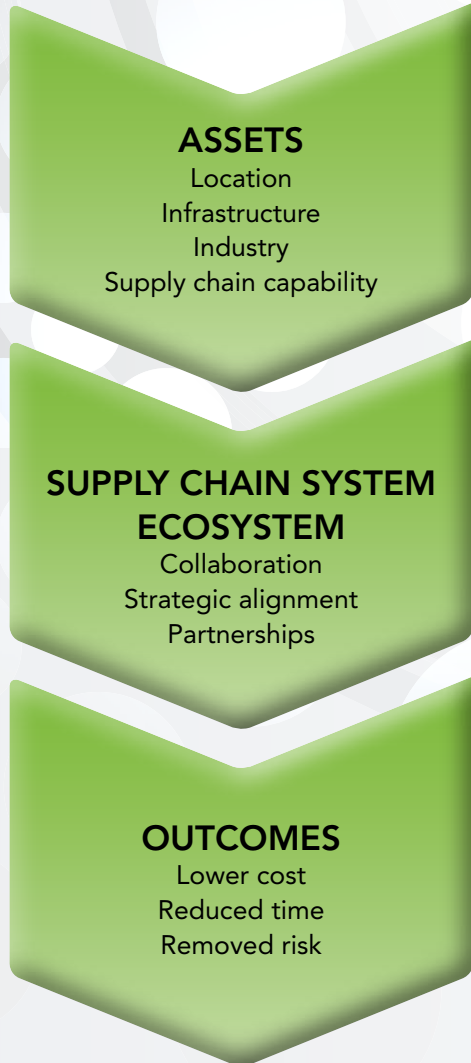 ASSETS
Location
Infrastructure
Industry
Supply chain capability
SUPPLY CHAIN SYSTEM
ECOSYSTEM
Collaboration
Strategic alignment
Partnerships
OUTCOMES
Lower cost
Reduced time
Removed risk